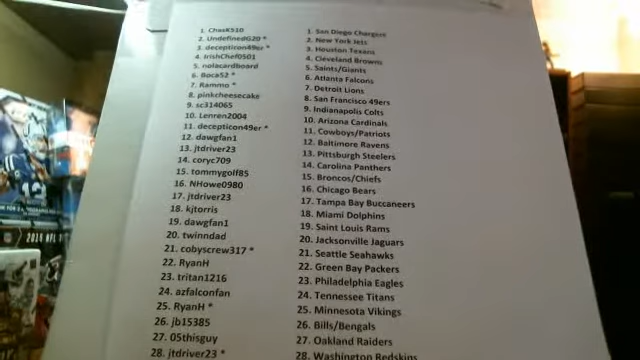 1. ChasK510
2. UndefinedG20 *
3. decepticon49er *
4. IrishChef0501
5. nolacardboard
6. Boca52 *
7. Rammo *
8. pinkcheesecake
9. sc314065
10. Lenren2004
11. decepticon49er *
12. dawgfan1
13. jtdriver23
14. coryc709
15. tommygolf85
16. NHowe0980
17. jtdriver23
18. kjtorris
19. dawgfan1
20. twinndad
21. cobyscrew317 *
22. RyanH
23. tritan1216
24. azfalconfan
25. RyanH *
26. jb15385
27. 05thisguy
28. jtdriver23 *
1. San Diego Chargers
2. New York Jets
3. Houston Texans
4. Cleveland Browns
5. Saints/Giants
6. Atlanta Falcons
7. Detroit Lions
8. San Francisco 49ers
9. Indianapolis Colts
10. Arizona Cardinals
11. Cowboys/Patriots
12. Baltimore Ravens
13. Pittsburgh Steelers
14. Carolina Panthers
15. Broncos/Chiefs
16. Chicago Bears
17. Tampa Bay Buccaneers
18. Miami Dolphins
19. Saint Louis Rams
20. Jacksonville Jaguars
21. Seattle Seahawks
22. Green Bay Packers
23. Philadelphia Eagles
24. Tennessee Titans
25. Minnesota Vikings
26. Bills/Bengals
27. Oakland Raiders
28. Washington Redskins
12